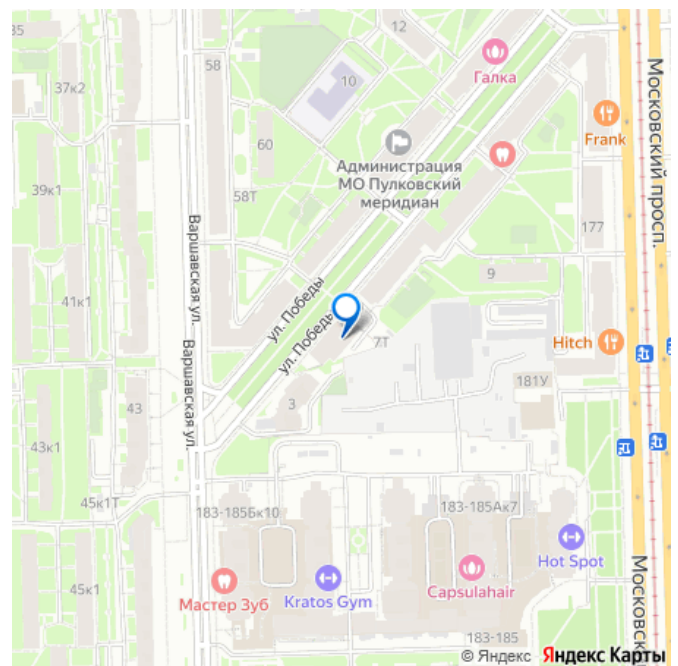 35
12
58
Галка
37к2
10
Frank
60
Администрация
МО Пулковский
меридиан
Московский просп.
39к1
58Т
177
Варшавская ул.
ул. Победы
9
41к1
ул. Победы
7Т
Hitch
Варшавская ул.
181У
43
3
43к1
45к1Т
183-185Бк10
183-185Ак7
Hot Spot
45к1
Мастер Зуб
Kratos Gym
Capsulahair
Московск
183-185
© Яндекс Яндекс Карты